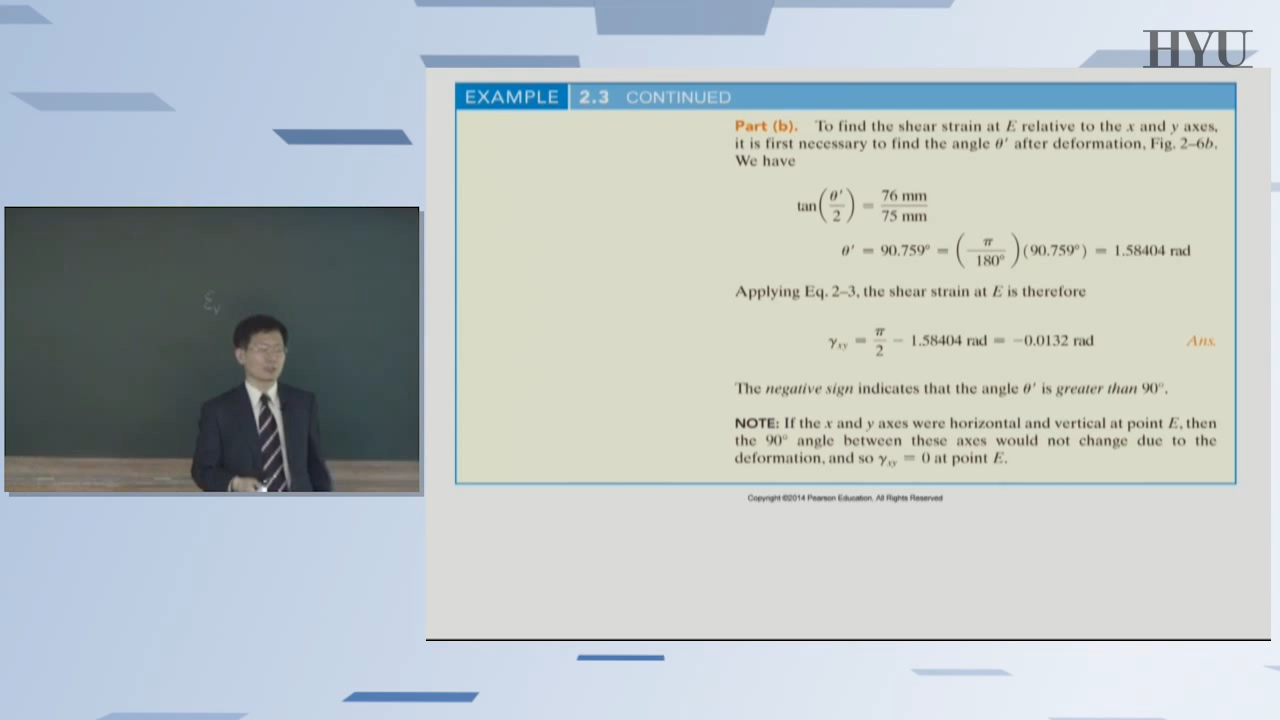 HYU
EXAMPLE 2.3 CONTINUED
Part (b). To find the shear strain at E relative to the x and y axes,
it is first necessary to find the angle θ′ after deformation, Fig. 2–6b.
We have
tan(θ′/2) = 76 mm/75 mm
θ′ = 90.759° = (π/180°)(90.759°) = 1.58404 rad
Applying Eq. 2–3, the shear strain at E is therefore
γxy = π/2 − 1.58404 rad = −0.0132 rad Ans.
The negative sign indicates that the angle θ′ is greater than 90°.
NOTE: If the x and y axes were horizontal and vertical at point E, then
the 90° angle between these axes would not change due to the
deformation, and so γxy = 0 at point E.
Copyright ©2014 Pearson Education. All Rights Reserved